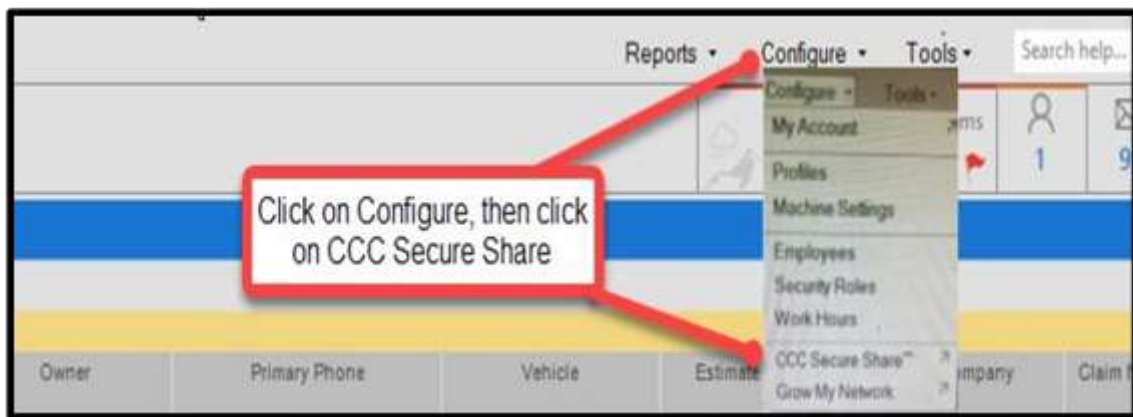 Reports Configure Tools Search help...
Configure Tools
My Account
1
9
Profiles
Machine Settings
Click on Configure, then click
on CCC Secure Share
Employees
Security Roles
Work Hours
CCC Secure Share™
Grow My Network
Owner Primary Phone Vehicle Estimate Claim